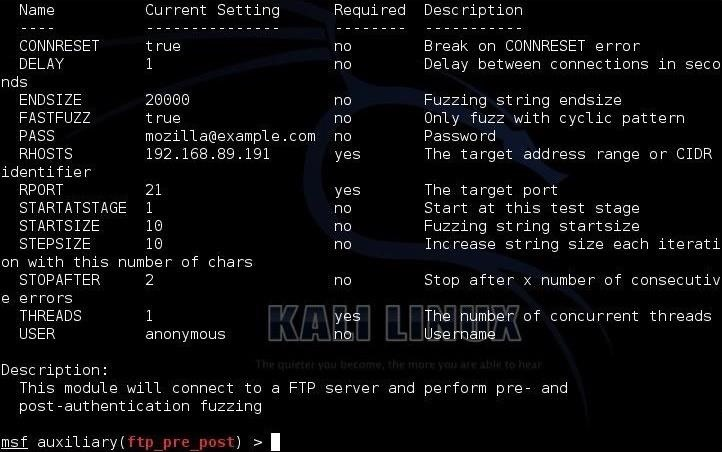 Name Current Setting Required Description
---- --------------- -------- -----------
CONNRESET true no Break on CONNRESET error
DELAY 1 no Delay between connections in seco
nds
ENDSIZE 20000 no Fuzzing string endsize
FASTFUZZ true no Only fuzz with cyclic pattern
PASS mozilla@example.com no Password
RHOSTS 192.168.89.191 yes The target address range or CIDR
identifier
RPORT 21 yes The target port
STARTATSTAGE 1 no Start at this test stage
STARTSIZE 10 no Fuzzing string startsize
STEPSIZE 10 no Increase string size each iterati
on with this number of chars
STOPAFTER 2 no Stop after x number of consecutiv
e errors
THREADS 1 yes The number of concurrent threads
USER anonymous no Username
KALI LINUX
The quieter you become, the more you are able to hear
Description:
This module will connect to a FTP server and perform pre- and
post-authentication fuzzing
msf auxiliary(ftp_pre_post) >